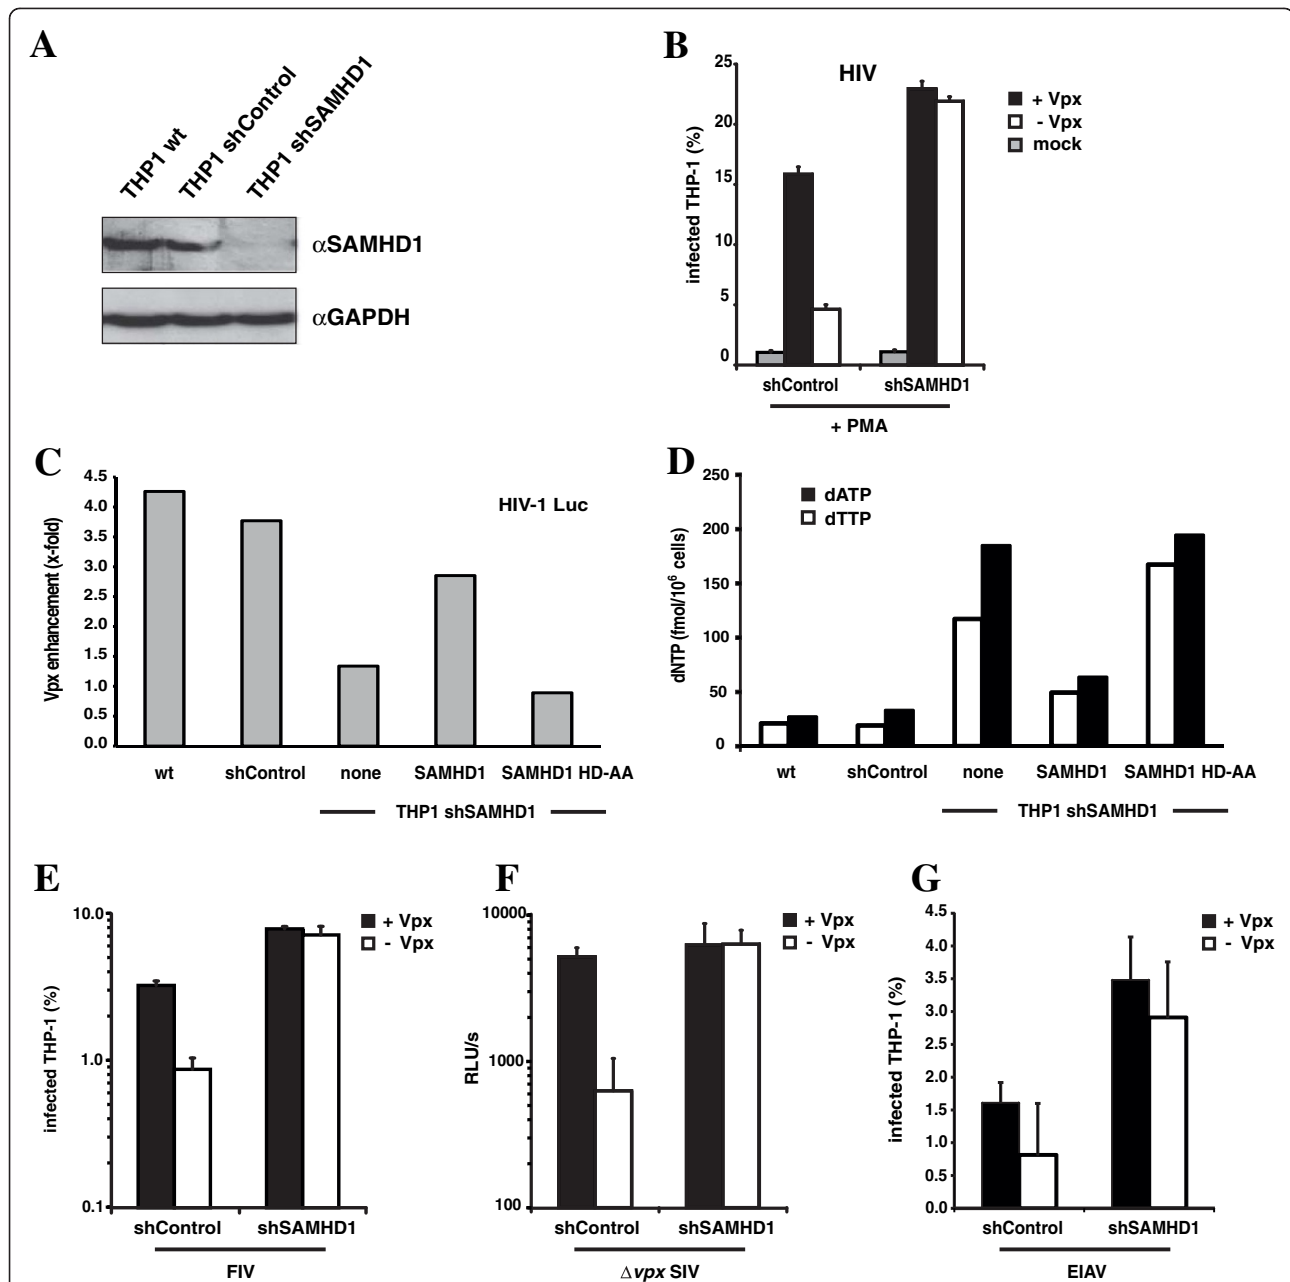 A
THP1 wt
THP1 shControl
THP1 shSAMHD1
αSAMHD1
αGAPDH
B
HIV
infected THP-1 (%)
25
20
15
10
5
0
+ Vpx
- Vpx
mock
shControl
shSAMHD1
+ PMA
C
HIV-1 Luc
Vpx enhancement (x-fold)
4.5
4.0
3.5
3.0
2.5
2.0
1.5
1.0
0.5
0.0
wt
shControl
none
SAMHD1
SAMHD1 HD-AA
THP1 shSAMHD1
D
dNTP (fmol/10⁶ cells)
250
200
150
100
50
0
dATP
dTTP
wt
shControl
none
SAMHD1
SAMHD1 HD-AA
THP1 shSAMHD1
E
infected THP-1 (%)
10.0
1.0
0.1
+ Vpx
- Vpx
shControl
shSAMHD1
FIV
F
RLU/s
10000
1000
100
+ Vpx
- Vpx
shControl
shSAMHD1
Δvpx SIV
G
infected THP-1 (%)
4.5
4.0
3.5
3.0
2.5
2.0
1.5
1.0
0.5
0.0
+ Vpx
- Vpx
shControl
shSAMHD1
EIAV